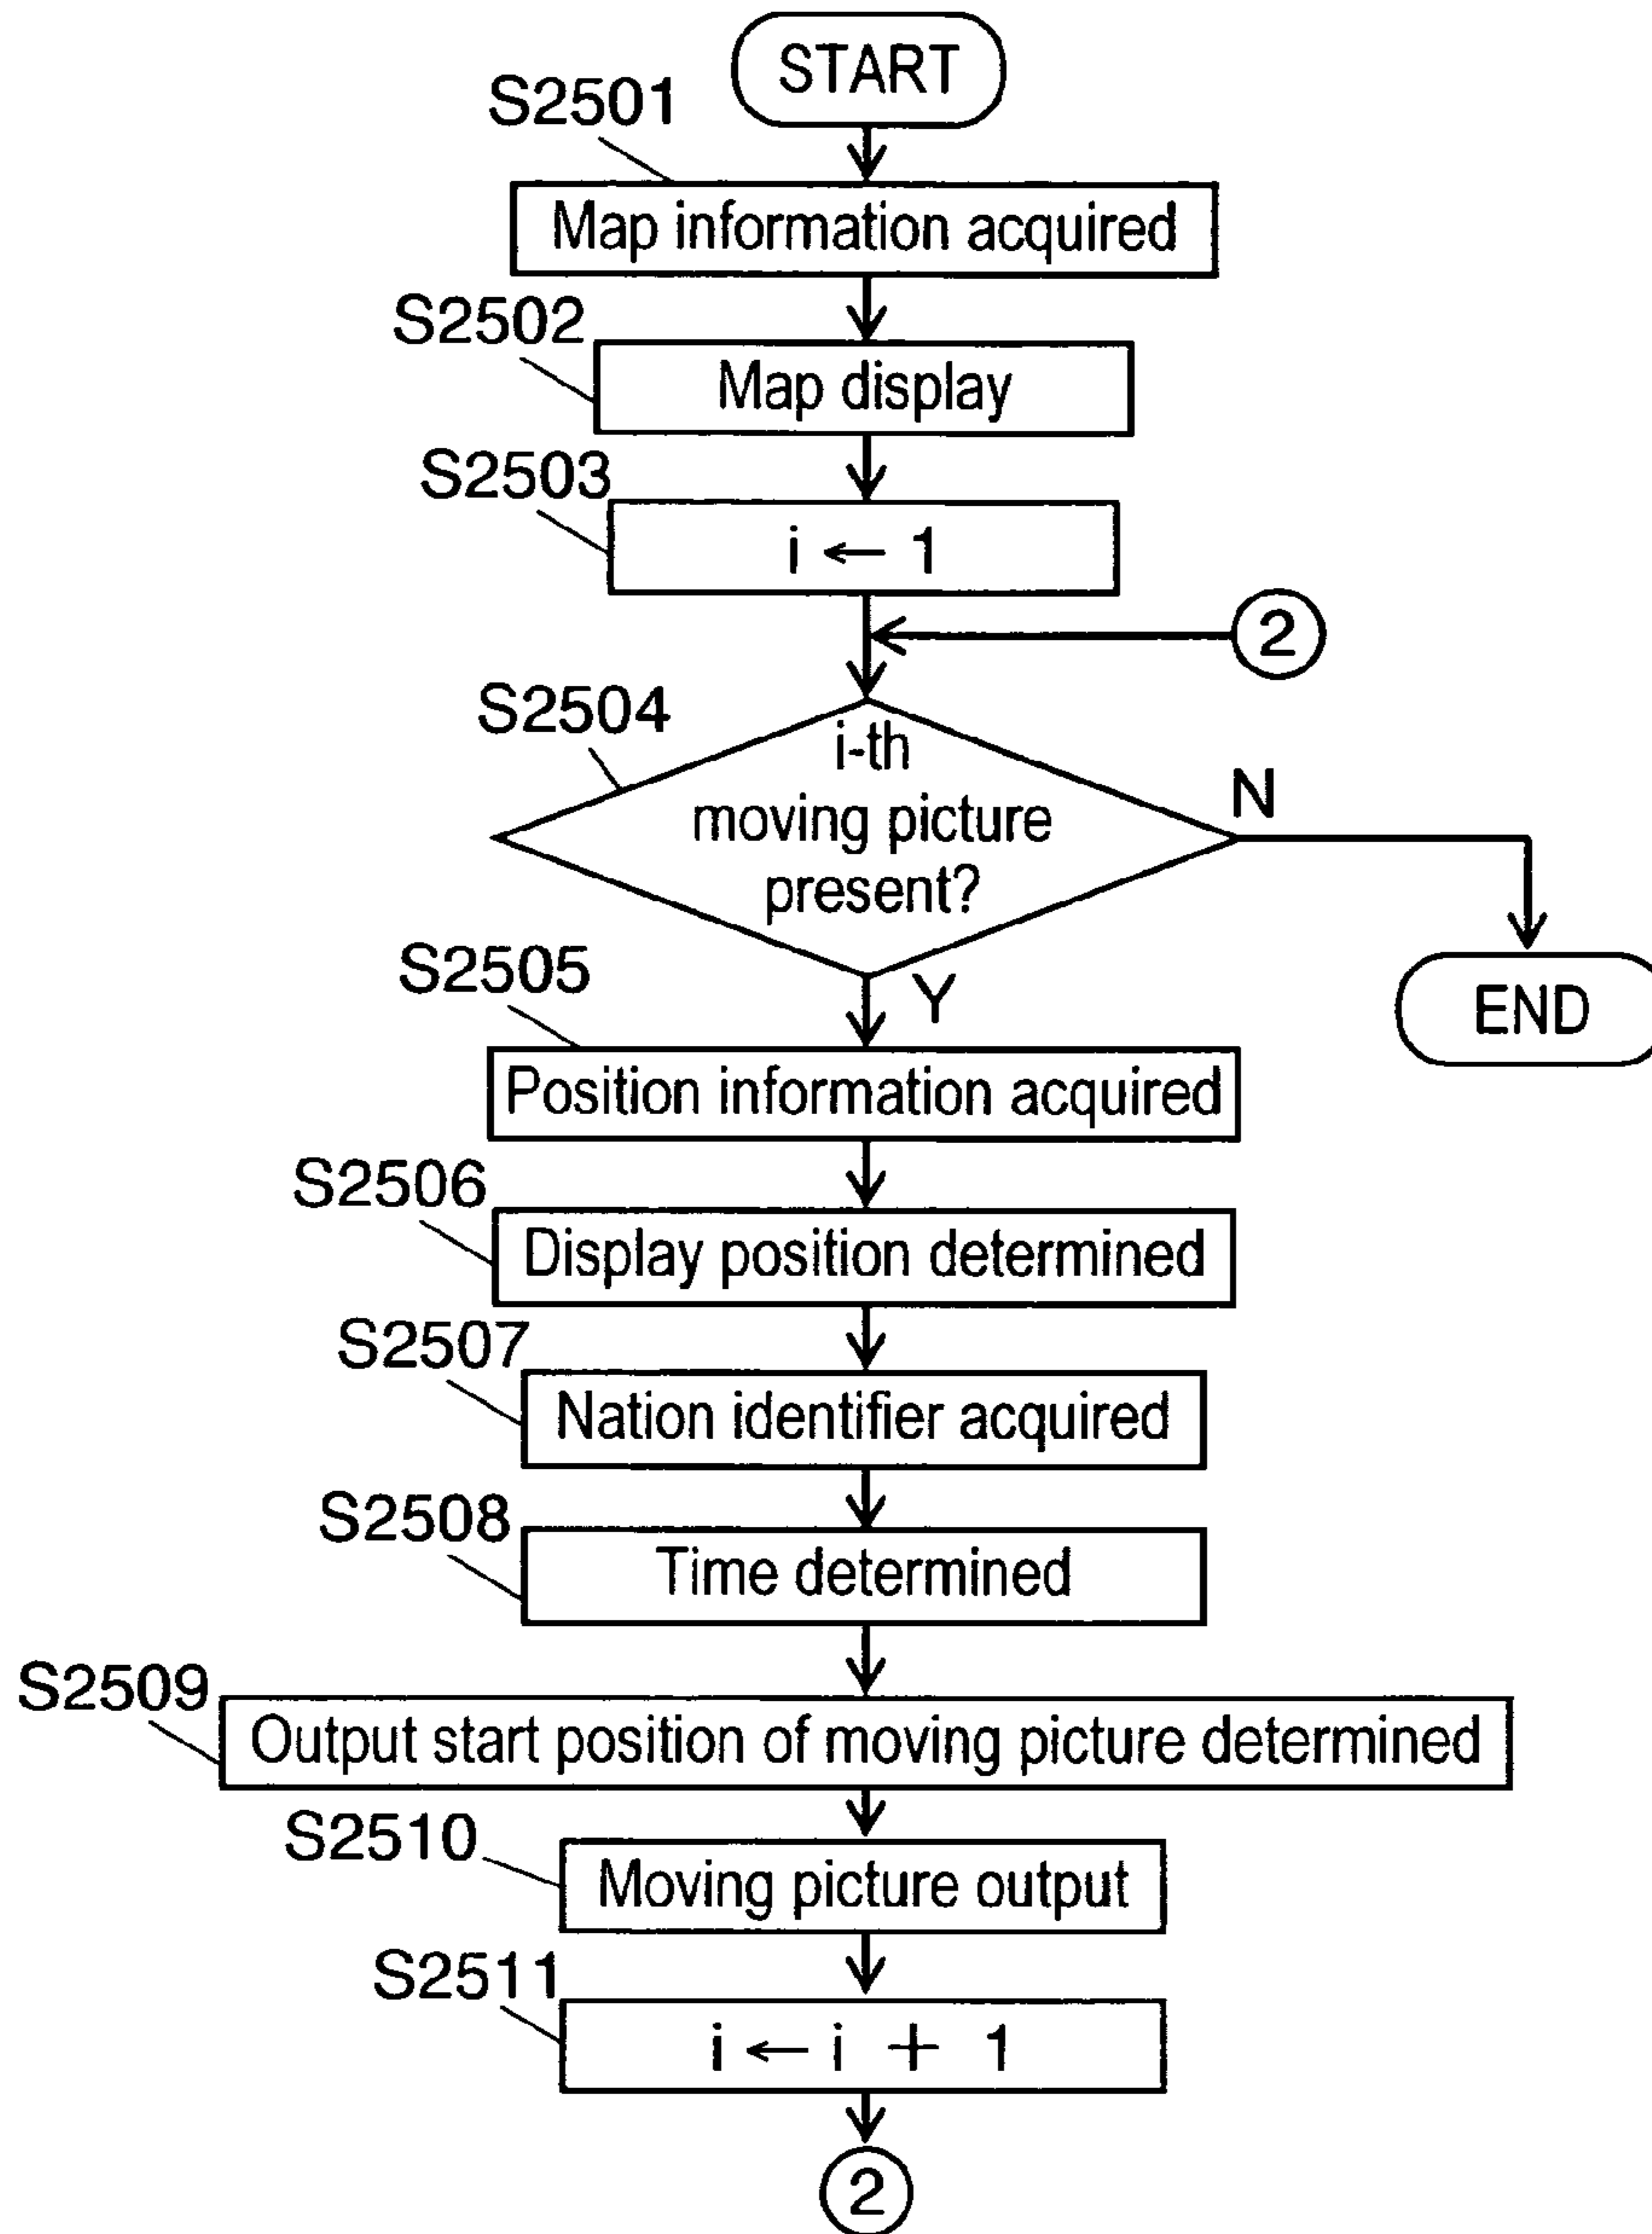 START
S2501
Map information acquired
S2502
Map display
S2503
i ← 1
2
S2504
i-th
moving picture
present?
N
END
Y
S2505
Position information acquired
S2506
Display position determined
S2507
Nation identifier acquired
S2508
Time determined
S2509
Output start position of moving picture determined
S2510
Moving picture output
S2511
i ← i + 1
2